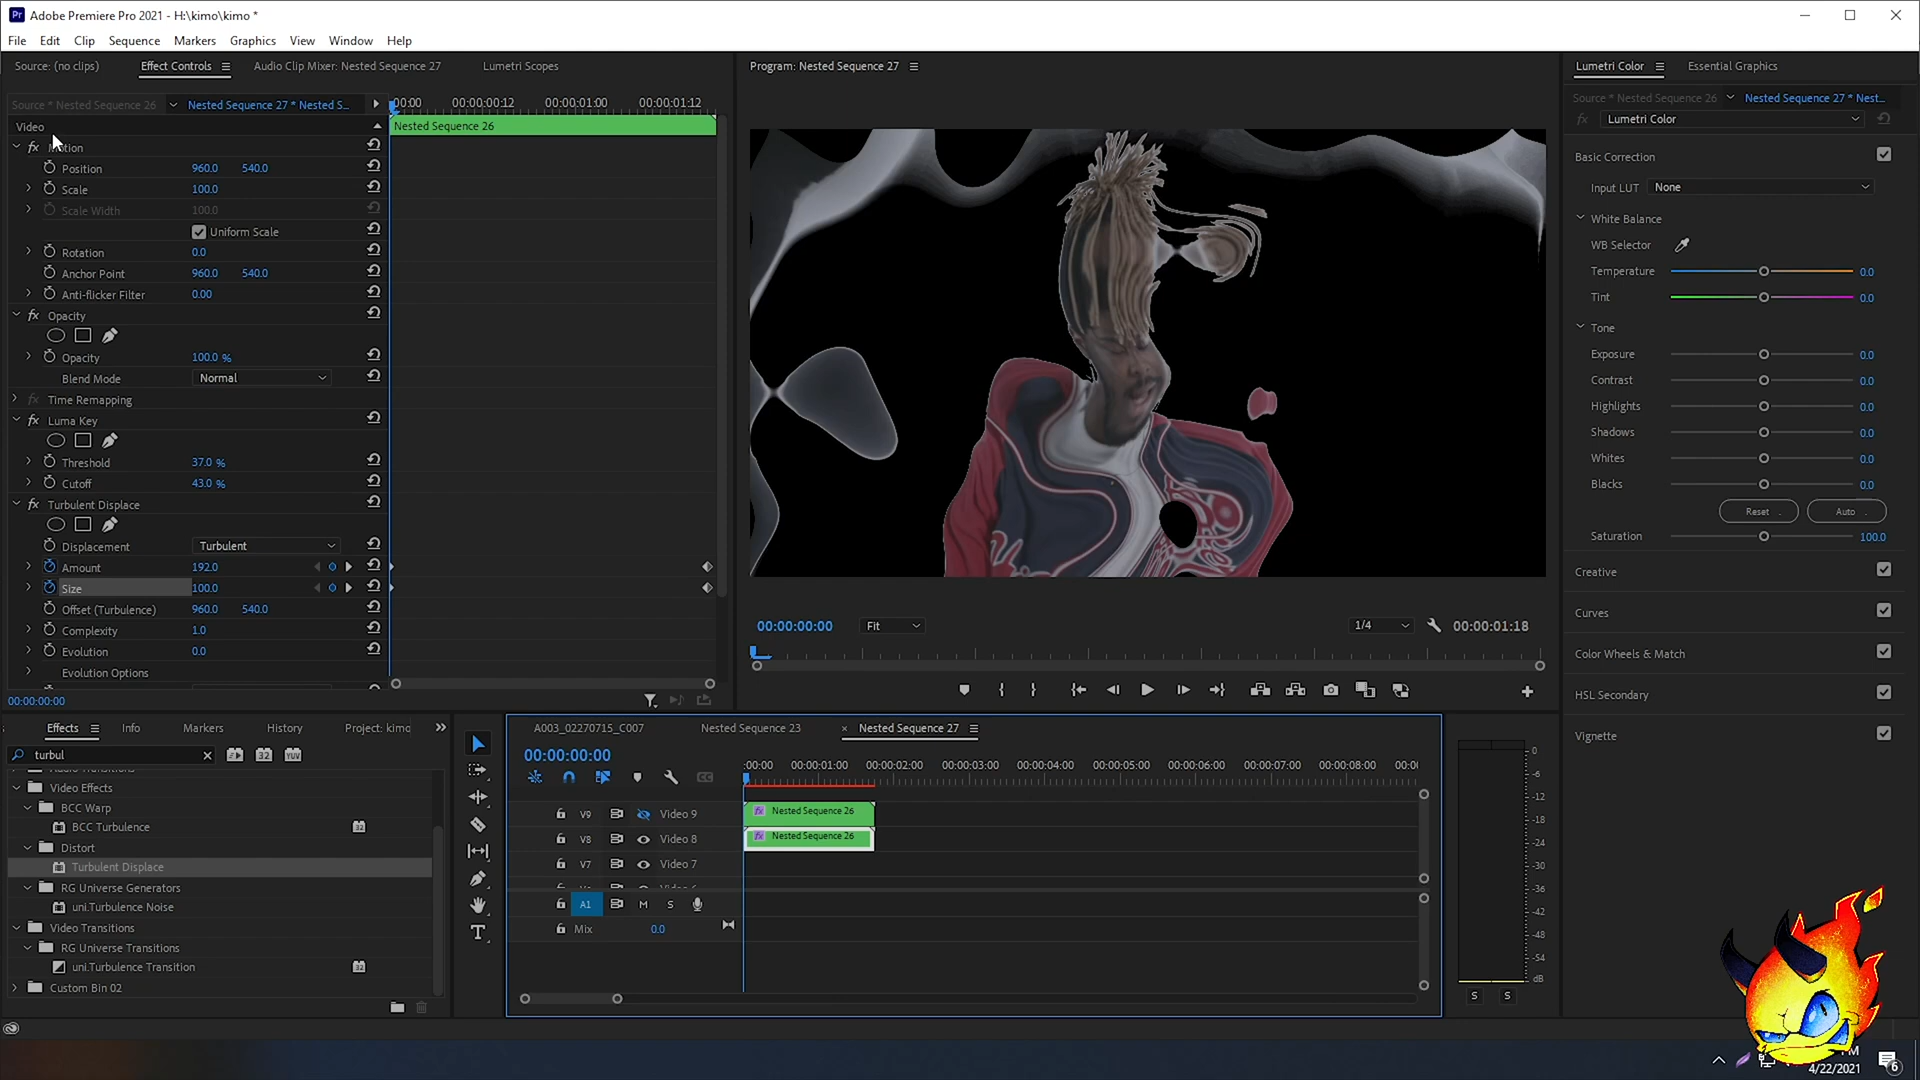 Adobe Premiere Pro 2021 - H:\kimo\kimo *
File Edit Clip Sequence Markers Graphics Window View Help
Source: (no clips) Effect Controls Audio Clip Mixer: Nested Sequence 27 Lumetri Scopes
Source * Nested Sequence 26 Nested Sequence 27 * Nested S...
:00:00 00:00:00:12 00:00:01:00 00:00:01:12
Video
Nested Sequence 26
fx Motion
Position 960.0 540.0
Scale 100.0
Scale Width 100.0
Uniform Scale
Rotation 0.0
Anchor Point 960.0 540.0
Anti-flicker Filter 0.00
fx Opacity
Opacity 100.0 %
Blend Mode Normal
fx Time Remapping
fx Luma Key
Threshold 37.0 %
Cutoff 43.0 %
fx Turbulent Displace
Displacement Turbulent
Amount 192.0
Size 100.0
Offset (Turbulence) 960.0 540.0
Complexity 1.0
Evolution 0.0
Evolution Options
00:00:00:00
Program: Nested Sequence 27
00:00:00:00 Fit 1/4 00:00:01:18
Lumetri Color Essential Graphics
Source * Nested Sequence 26 Nested Sequence 27 * Nest...
fx Lumetri Color
Basic Correction
Input LUT None
White Balance
WB Selector
Temperature 0.0
Tint 0.0
Tone
Exposure 0.0
Contrast 0.0
Highlights 0.0
Shadows 0.0
Whites 0.0
Blacks 0.0
Reset Auto
Saturation 100.0
Creative
Curves
Color Wheels & Match
HSL Secondary
Vignette
Effects Info Markers History Project: kimo
turbul
Video Effects
BCC Warp
BCC Turbulence
Distort
Turbulent Displace
RG Universe Generators
uni.Turbulence Noise
Video Transitions
RG Universe Transitions
uni.Turbulence Transition
Custom Bin 02
A003_02270715_C007 Nested Sequence 23 × Nested Sequence 27
00:00:00:00
:00:00 00:00:01:00 00:00:02:00 00:00:03:00 00:00:04:00 00:00:05:00 00:00:06:00 00:00:07:00 00:00:08:00 00:0
V9 Video 9 fx Nested Sequence 26
V8 Video 8 fx Nested Sequence 26
V7 Video 7
A1 M S
Mix 0.0
0
-6
-12
-18
-24
-30
-36
-42
-48
-54
dB
S S
4/22/2021
6